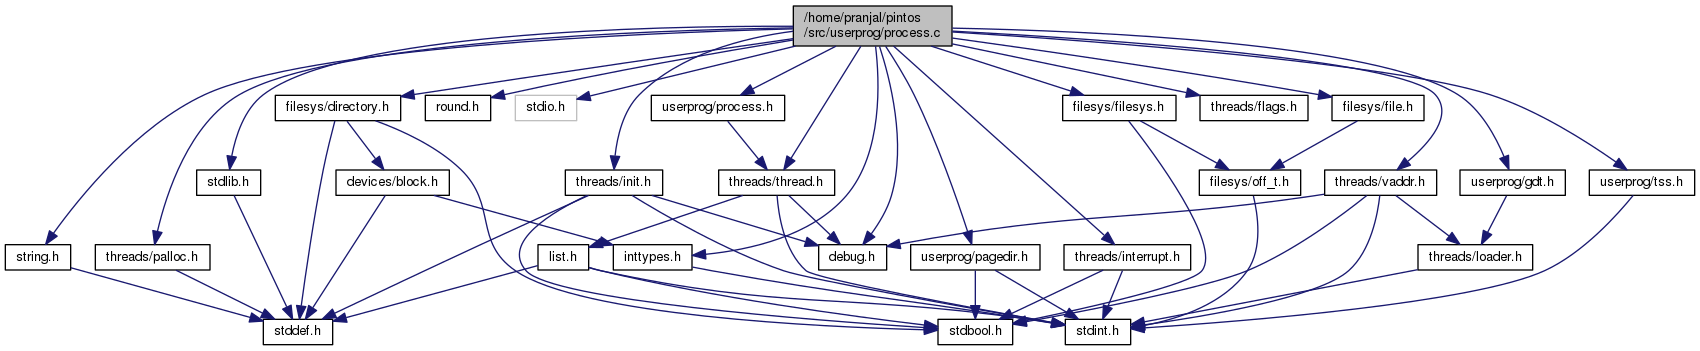 /home/pranjal/pintos
/src/userprog/process.c
filesys/directory.h
round.h
stdio.h
userprog/process.h
filesys/filesys.h
threads/flags.h
filesys/file.h
stdlib.h
devices/block.h
threads/init.h
threads/thread.h
filesys/off_t.h
threads/vaddr.h
userprog/gdt.h
userprog/tss.h
string.h
threads/palloc.h
list.h
inttypes.h
debug.h
userprog/pagedir.h
threads/interrupt.h
threads/loader.h
stddef.h
stdbool.h
stdint.h